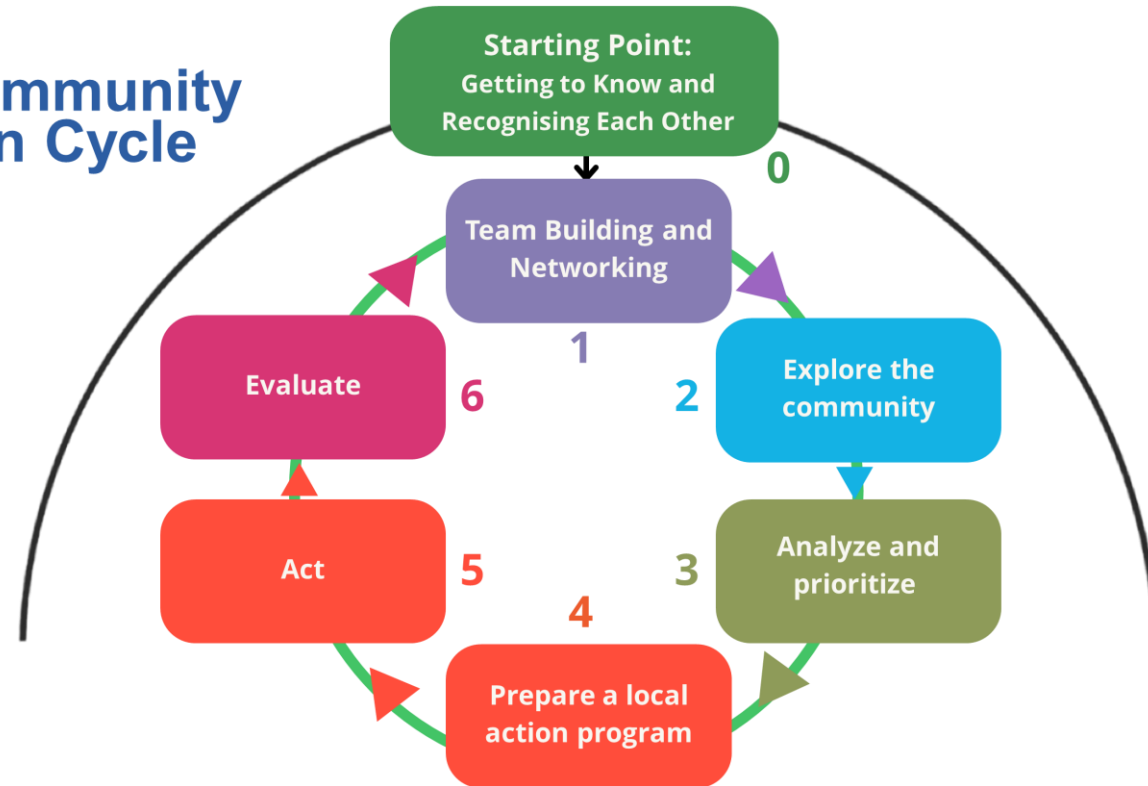 mmunity
n Cycle
Starting Point:
Getting to Know and
Recognising Each Other
0
Team Building and
Networking
1
Explore the
community
2
Analyze and
prioritize
3
Prepare a local
action program
4
Act
5
Evaluate
6